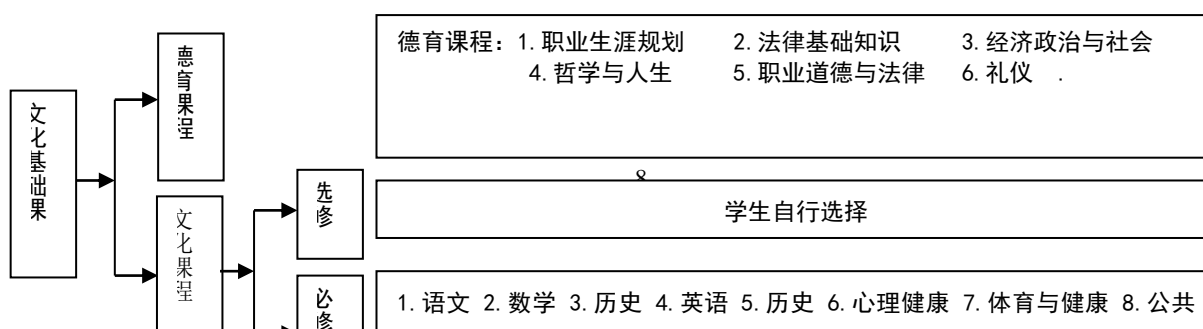 文化基础果
德育果程
文化果程
先修
必修
德育课程：1.职业生涯规划 2.法律基础知识 3.经济政治与社会
4.哲学与人生 5.职业道德与法律 6.礼仪 .
8
学生自行选择
1.语文 2.数学 3.历史 4.英语 5.历史 6.心理健康 7.体育与健康 8.公共